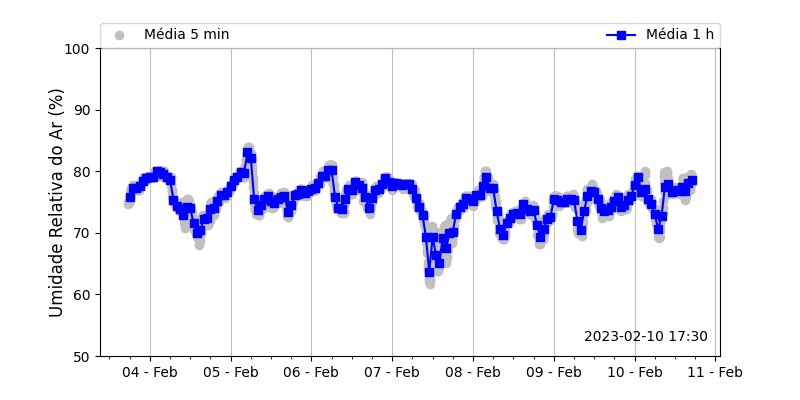 Média 5 min
Média 1 h
Umidade Relativa do Ar (%)
100
90
80
70
60
50
2023-02-10 17:30
04 - Feb
05 - Feb
06 - Feb
07 - Feb
08 - Feb
09 - Feb
10 - Feb
11 - Feb